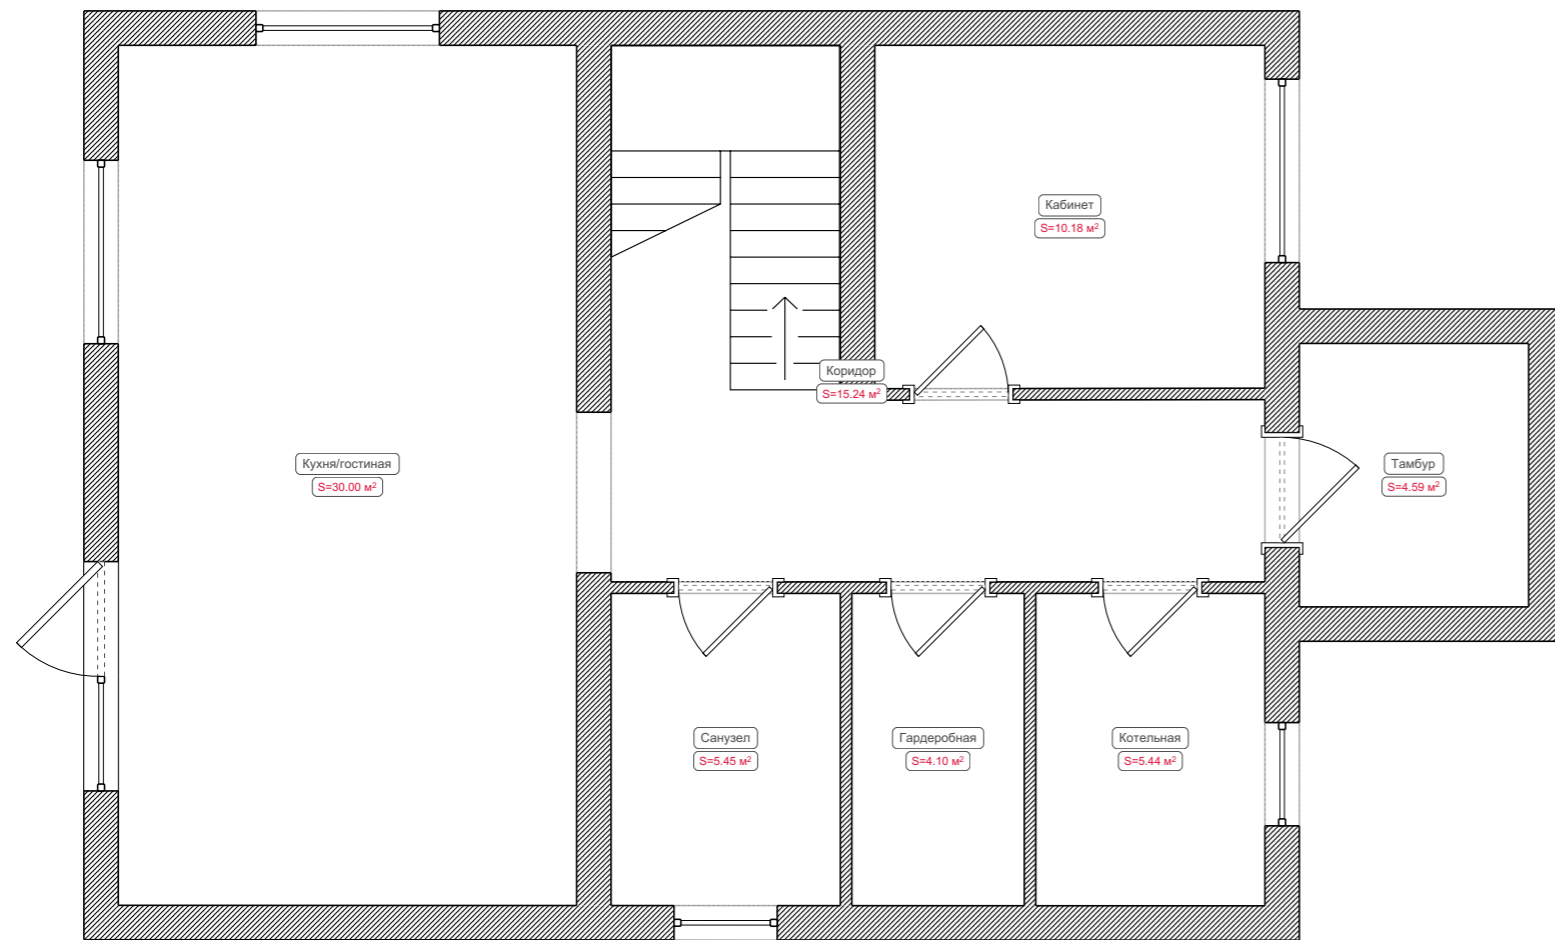 Кабинет
S=10.18 м²
Коридор
S=15.24 м²
Кухня/гостиная
S=30.00 м²
Тамбур
S=4.59 м²
Санузел
S=5.45 м²
Гардеробная
S=4.10 м²
Котельная
S=5.44 м²